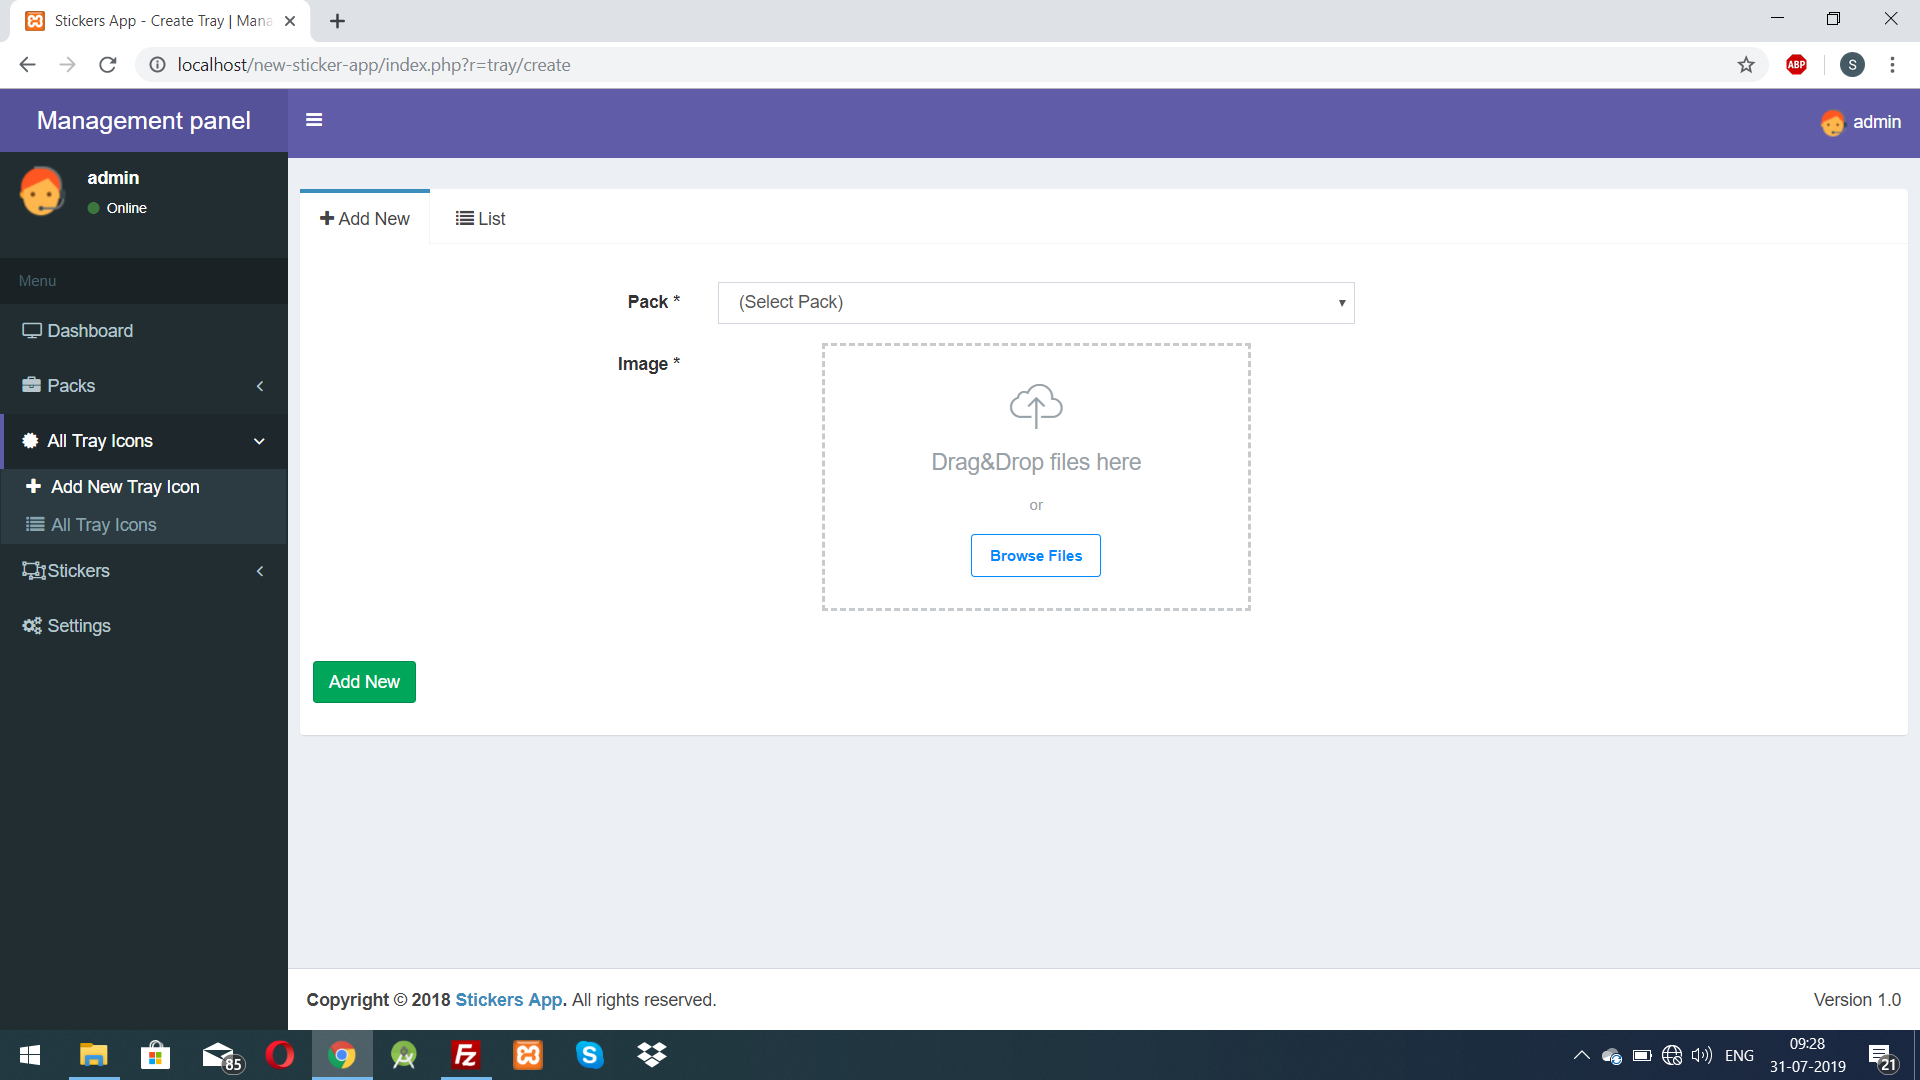 Stickers App - Create Tray | Mana
localhost/new-sticker-app/index.php?r=tray/create
ABP
S
Management panel
admin
admin
Online
Menu
Dashboard
Packs
All Tray Icons
Add New Tray Icon
All Tray Icons
Stickers
Settings
Add New
List
Pack *
(Select Pack)
Image *
Drag&Drop files here
or
Browse Files
Add New
Copyright © 2018 Stickers App. All rights reserved.
Version 1.0
85
Fz
S
ENG
09:28
31-07-2019
21